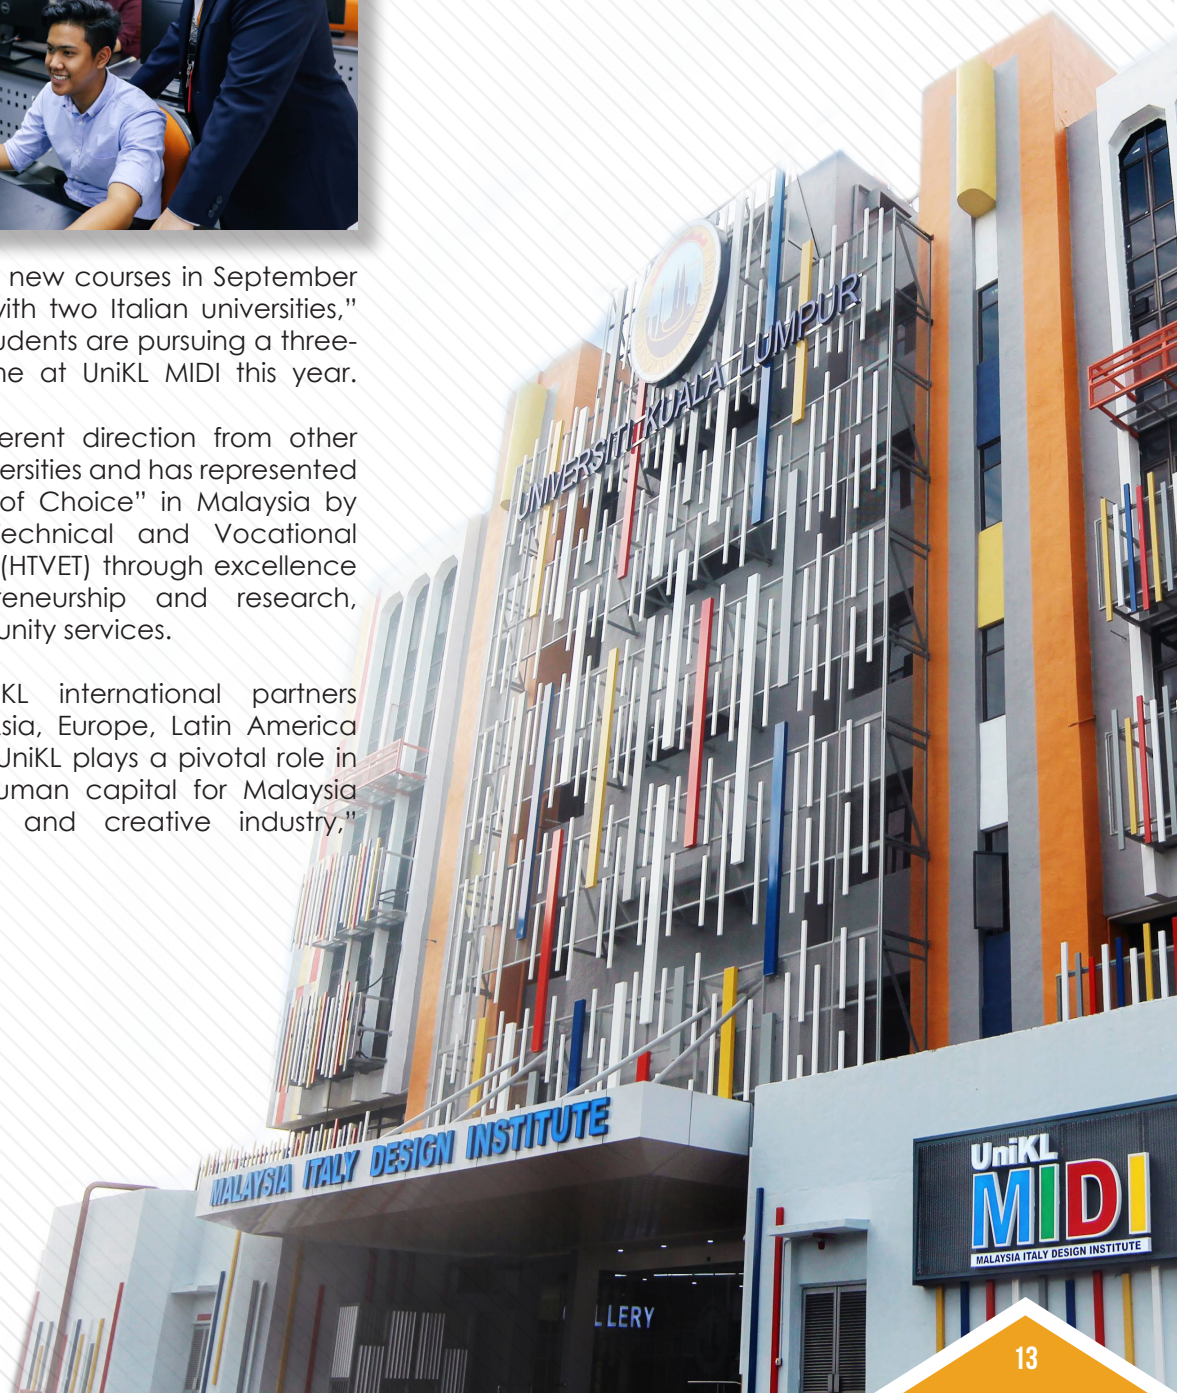 new courses in September
with two Italian universities,”
udents are pursuing a three-
me at UniKL MIDI this year.
erent direction from other
ersities and has represented
of Choice” in Malaysia by
echnical and Vocational
(HTVET) through excellence
reneurship and research,
unity services.
KL international partners
sia, Europe, Latin America
UniKL plays a pivotal role in
uman capital for Malaysia
and creative industry,”
UNIVERSITI KUALA LUMPUR
MALAYSIA ITALY DESIGN INSTITUTE
UniKL
MIDI
MALAYSIA ITALY DESIGN INSTITUTE
LLERY
13